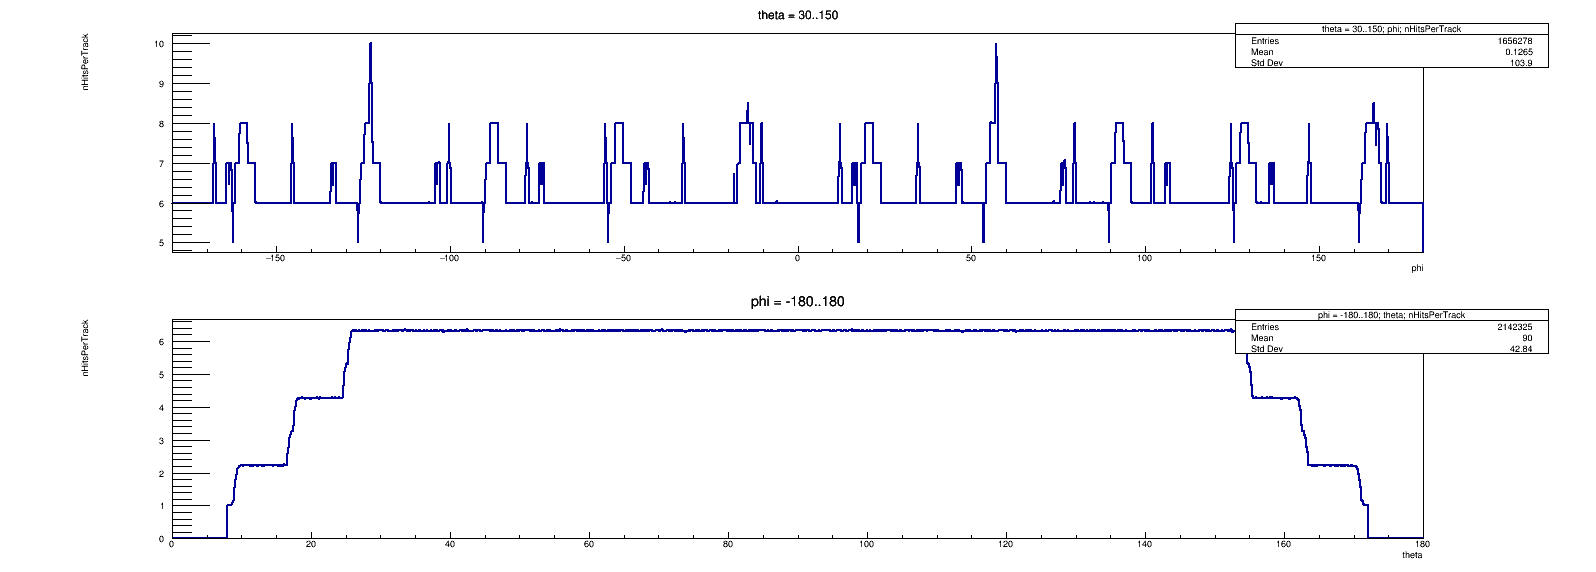 theta = 30..150
nHitsPerTrack
10
9
8
7
6
5
theta = 30..150; phi; nHitsPerTrack
Entries 1656278
Mean 0.1265
Std Dev 103.9
−150 −100 −50 0 50 100 150
phi
phi = -180..180
nHitsPerTrack
6
5
4
3
2
1
0
phi = -180..180; theta; nHitsPerTrack
Entries 2142325
Mean 90
Std Dev 42.84
0 20 40 60 80 100 120 140 160 180
theta